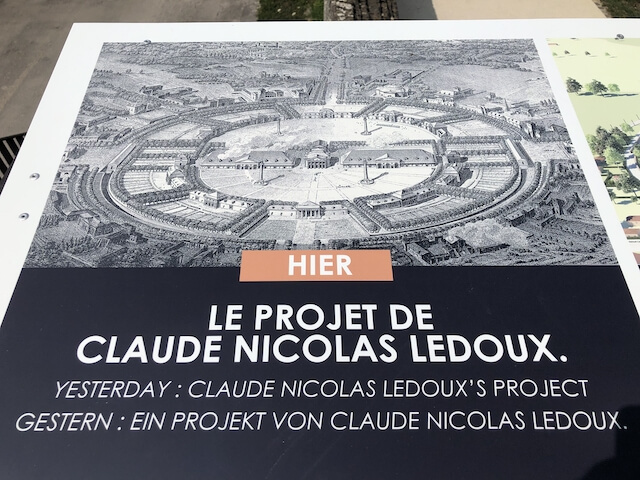 HIER
LE PROJET DE
CLAUDE NICOLAS LEDOUX.
YESTERDAY : CLAUDE NICOLAS LEDOUX'S PROJECT
GESTERN : EIN PROJEKT VON CLAUDE NICOLAS LEDOUX.